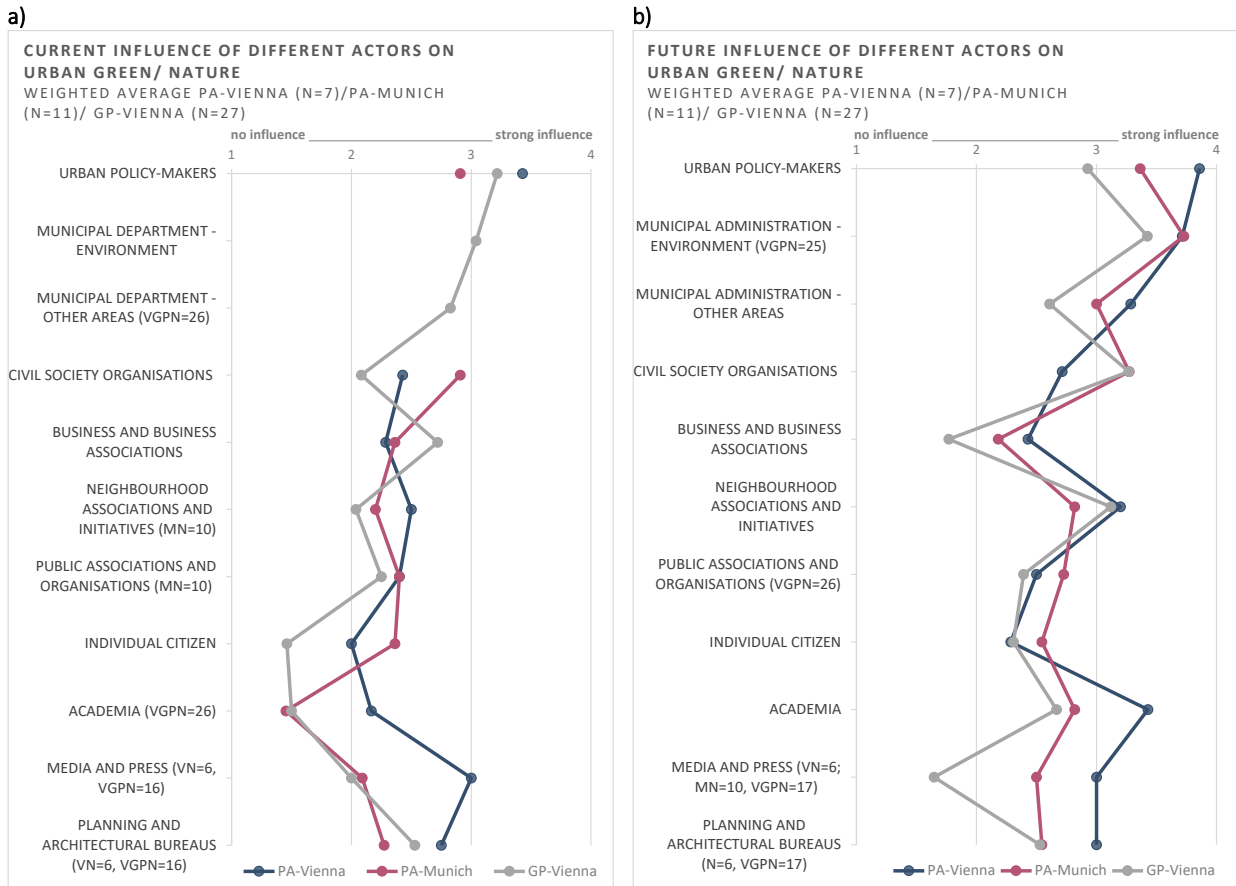 a)
CURRENT INFLUENCE OF DIFFERENT ACTORS ON
URBAN GREEN/ NATURE
WEIGHTED AVERAGE PA-VIENNA (N=7)/PA-MUNICH
(N=11)/ GP-VIENNA (N=27)
no influence
strong influence
1
2
3
4
URBAN POLICY-MAKERS
MUNICIPAL DEPARTMENT -
ENVIRONMENT
MUNICIPAL DEPARTMENT -
OTHER AREAS (VGPN=26)
CIVIL SOCIETY ORGANISATIONS
BUSINESS AND BUSINESS
ASSOCIATIONS
NEIGHBOURHOOD
ASSOCIATIONS AND
INITIATIVES (MN=10)
PUBLIC ASSOCIATIONS AND
ORGANISATIONS (MN=10)
INDIVIDUAL CITIZEN
ACADEMIA (VGPN=26)
MEDIA AND PRESS (VN=6,
VGPN=16)
PLANNING AND
ARCHITECTURAL BUREAUS
(VN=6, VGPN=16)
PA-Vienna
PA-Munich
GP-Vienna
b)
FUTURE INFLUENCE OF DIFFERENT ACTORS ON
URBAN GREEN/ NATURE
WEIGHTED AVERAGE PA-VIENNA (N=7)/PA-MUNICH
(N=11)/ GP-VIENNA (N=27)
no influence
strong influence
1
2
3
4
URBAN POLICY-MAKERS
MUNICIPAL ADMINISTRATION -
ENVIRONMENT (VGPN=25)
MUNICIPAL ADMINISTRATION -
OTHER AREAS
CIVIL SOCIETY ORGANISATIONS
BUSINESS AND BUSINESS
ASSOCIATIONS
NEIGHBOURHOOD
ASSOCIATIONS AND
INITIATIVES
PUBLIC ASSOCIATIONS AND
ORGANISATIONS (VGPN=26)
INDIVIDUAL CITIZEN
ACADEMIA
MEDIA AND PRESS (VN=6;
MN=10, VGPN=17)
PLANNING AND
ARCHITECTURAL BUREAUS
(N=6, VGPN=17)
PA-Vienna
PA-Munich
GP-Vienna